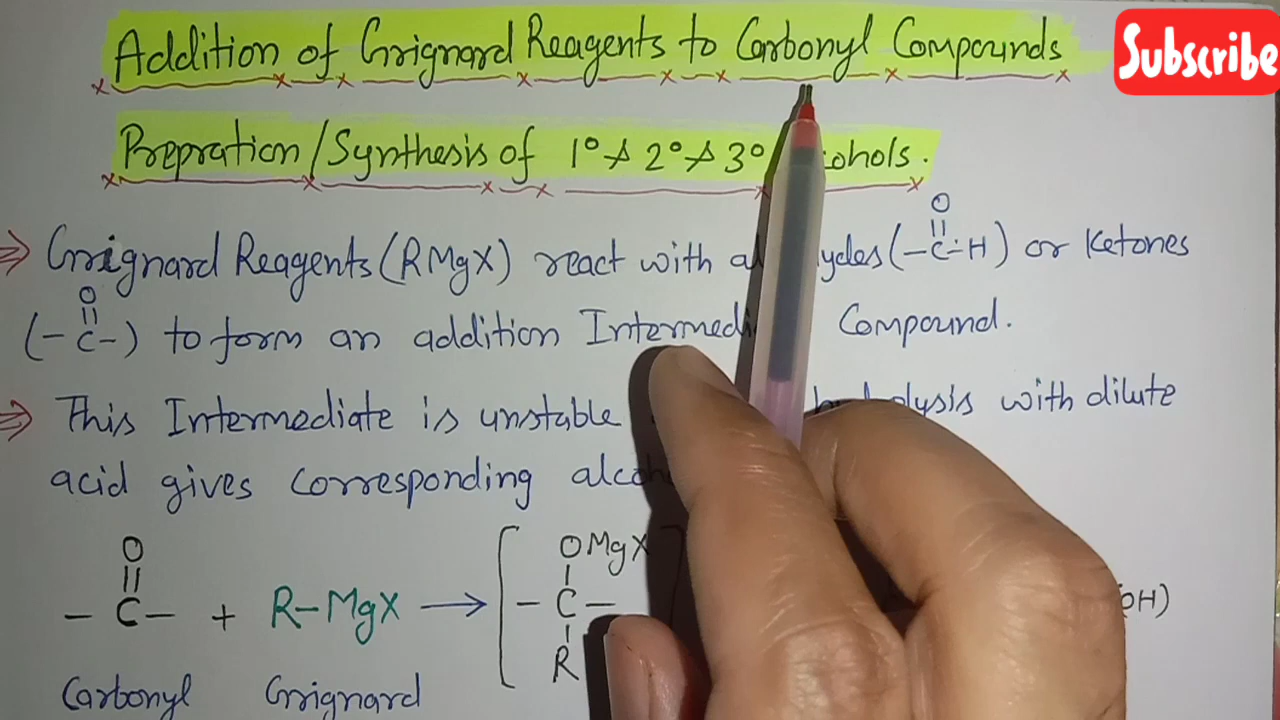 Addition of Grignard Reagents to Carbonyl Compounds
Subscribe
Prepration/Synthesis of 1°, 2°, 3°
⇒ Grignard Reagents (RMgX) react with (-C-H) or Ketones
O
||
O
||
(-C-) to form an addition Compound.
⇒ This Intermediate is unstable with dilute
acid gives corresponding
O
||
- C - + R-MgX → [ - C -
OMgX
R
OH)
Carbonyl Grignard